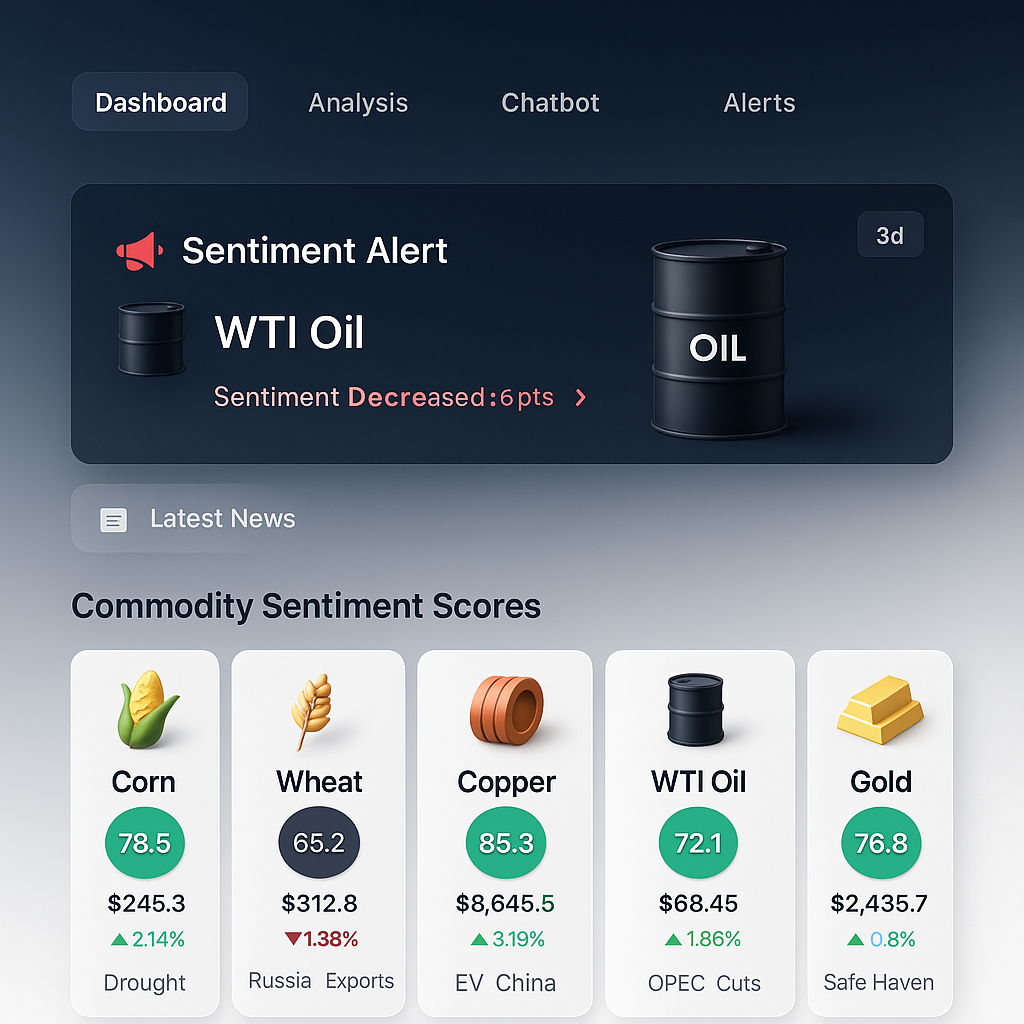 Dashboard Analysis Chatbot Alerts
Sentiment Alert
3d
WTI Oil
OIL
Sentiment Decreased:6pts >
Latest News
Commodity Sentiment Scores
Corn Wheat Copper WTI Oil Gold
78.5 65.2 85.3 72.1 76.8
$245.3 $312.8 $8,645.5 $68.45 $2,435.7
▲2.14% ▼1.38% ▲3.19% ▲1.86% ▲0.8%
Drought Russia Exports EV China OPEC Cuts Safe Haven